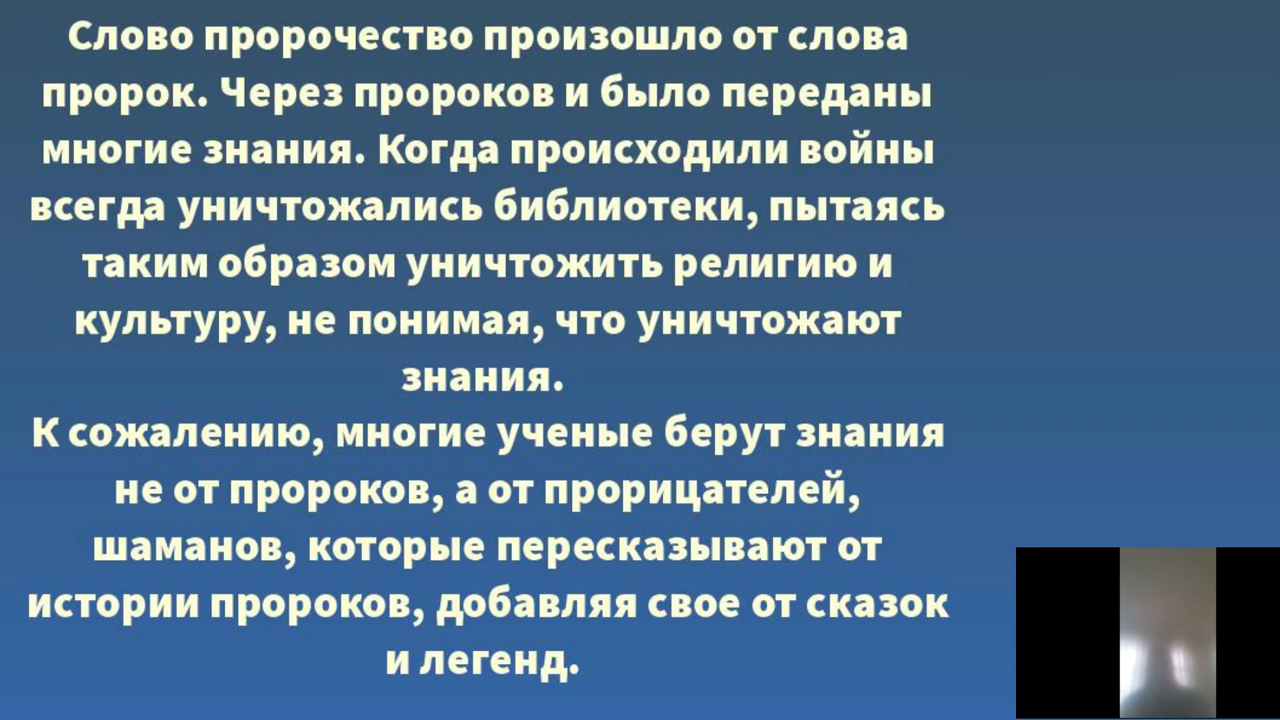 Слово пророчество произошло от слова
пророк. Через пророков и было переданы
многие знания. Когда происходили войны
всегда уничтожались библиотеки, пытаясь
таким образом уничтожить религию и
культуру, не понимая, что уничтожают
знания.
К сожалению, многие ученые берут знания
не от пророков, а от прорицателей,
шаманов, которые пересказывают от
истории пророков, добавляя свое от сказок
и легенд.